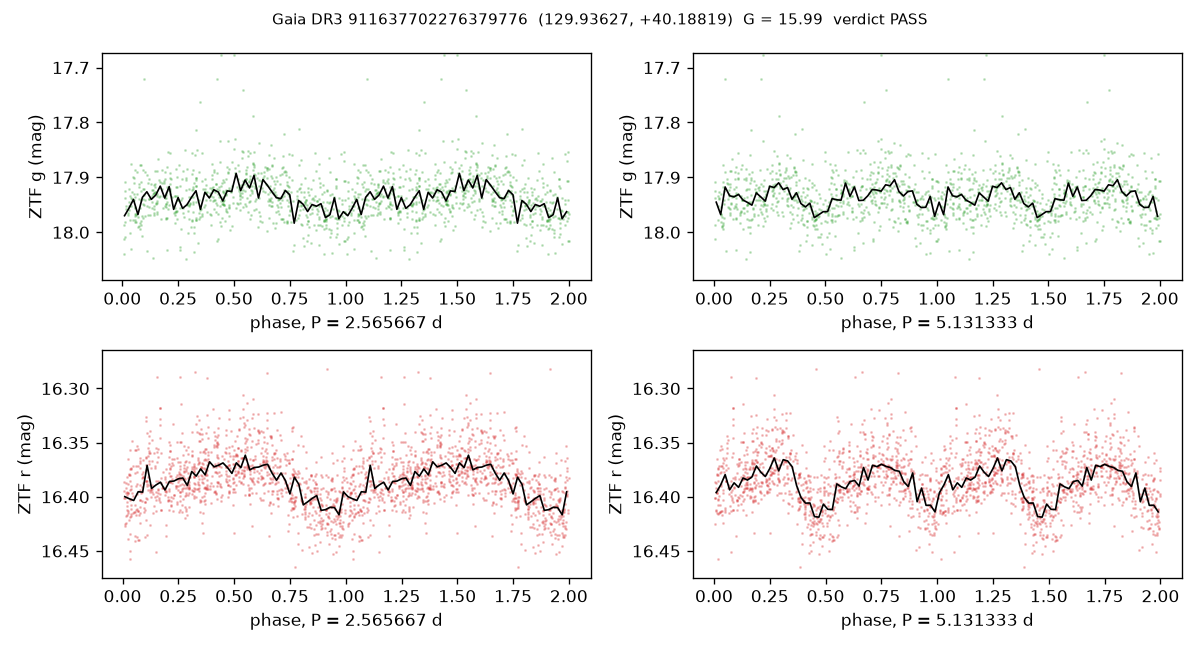 Gaia DR3 911637702276379776 (129.93627, +40.18819) G = 15.99 verdict PASS
ZTF g (mag)
17.7
17.8
17.9
18.0
0.00 0.25 0.50 0.75 1.00 1.25 1.50 1.75 2.00
phase, P = 2.565667 d
ZTF g (mag)
17.7
17.8
17.9
18.0
0.00 0.25 0.50 0.75 1.00 1.25 1.50 1.75 2.00
phase, P = 5.131333 d
ZTF r (mag)
16.30
16.35
16.40
16.45
0.00 0.25 0.50 0.75 1.00 1.25 1.50 1.75 2.00
phase, P = 2.565667 d
ZTF r (mag)
16.30
16.35
16.40
16.45
0.00 0.25 0.50 0.75 1.00 1.25 1.50 1.75 2.00
phase, P = 5.131333 d